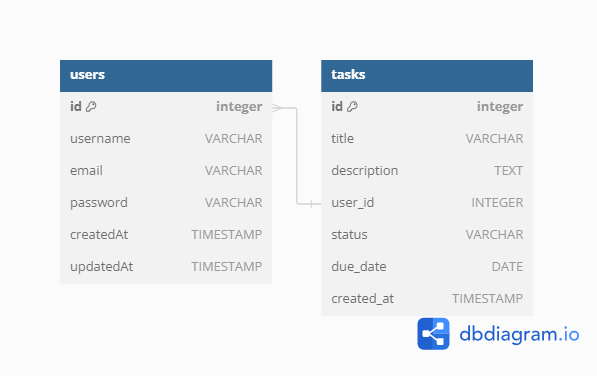 users
id integer
username VARCHAR
email VARCHAR
password VARCHAR
createdAt TIMESTAMP
updatedAt TIMESTAMP
tasks
id integer
title VARCHAR
description TEXT
user_id INTEGER
status VARCHAR
due_date DATE
created_at TIMESTAMP
dbdiagram.io